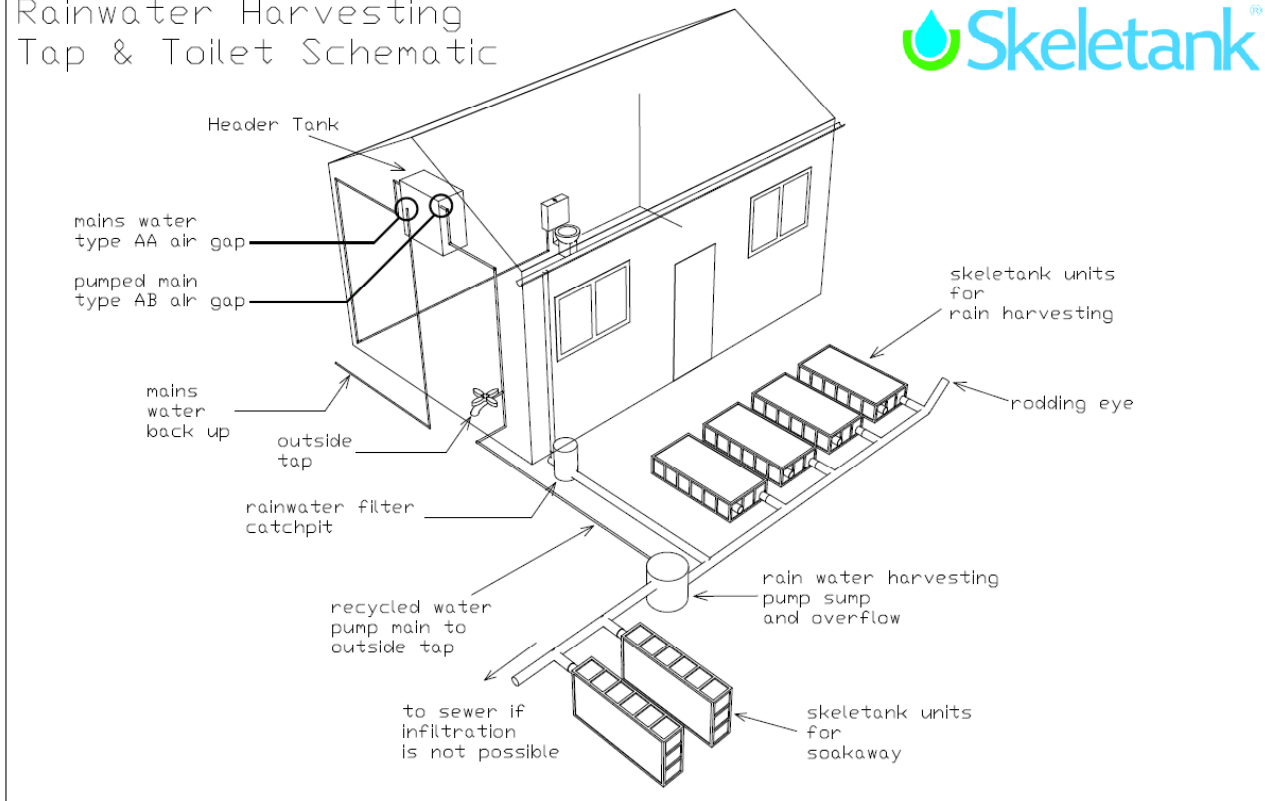 Rainwater Harvesting
Tap & Toilet Schematic
Skeletank®
Header Tank
mains water
type AA air gap
pumped main
type AB air gap
skeletank units
for
rain harvesting
rodding eye
mains
water
back up
outside
tap
rainwater filter
catchpit
recycled water
pump main to
outside tap
rain water harvesting
pump sump
and overflow
to sewer if
infiltration
is not possible
skeletank units
for
soakaway